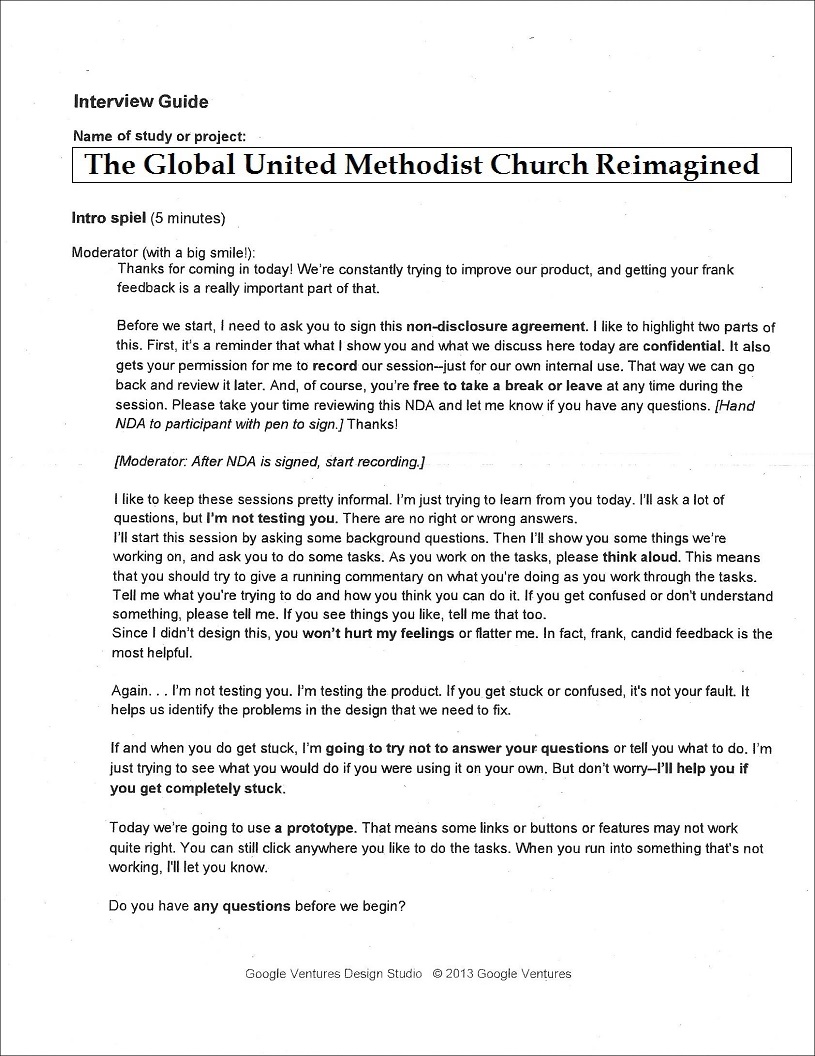 Interview Guide
Name of study or project:
The Global United Methodist Church Reimagined
Intro spiel (5 minutes)
Moderator (with a big smile!):
Thanks for coming in today! We're constantly trying to improve our product, and getting your frank
feedback is a really important part of that.
Before we start, I need to ask you to sign this non-disclosure agreement. I like to highlight two parts of
this. First, it's a reminder that what I show you and what we discuss here today are confidential. It also
gets your permission for me to record our session--just for our own internal use. That way we can go
back and review it later. And, of course, you're free to take a break or leave at any time during the
session. Please take your time reviewing this NDA and let me know if you have any questions. [Hand
NDA to participant with pen to sign.] Thanks!
[Moderator: After NDA is signed, start recording.]
I like to keep these sessions pretty informal. I'm just trying to learn from you today. I'll ask a lot of
questions, but I'm not testing you. There are no right or wrong answers.
I'll start this session by asking some background questions. Then I'll show you some things we're
working on, and ask you to do some tasks. As you work on the tasks, please think aloud. This means
that you should try to give a running commentary on what you're doing as you work through the tasks.
Tell me what you're trying to do and how you think you can do it. If you get confused or don't understand
something, please tell me. If you see things you like, tell me that too.
Since I didn't design this, you won't hurt my feelings or flatter me. In fact, frank, candid feedback is the
most helpful.
Again. . . I'm not testing you. I'm testing the product. If you get stuck or confused, it's not your fault. It
helps us identify the problems in the design that we need to fix.
If and when you do get stuck, I'm going to try not to answer your questions or tell you what to do. I'm
just trying to see what you would do if you were using it on your own. But don't worry--I'll help you if
you get completely stuck.
Today we're going to use a prototype. That means some links or buttons or features may not work
quite right. You can still click anywhere you like to do the tasks. When you run into something that's not
working, I'll let you know.
Do you have any questions before we begin?
Google Ventures Design Studio © 2013 Google Ventures